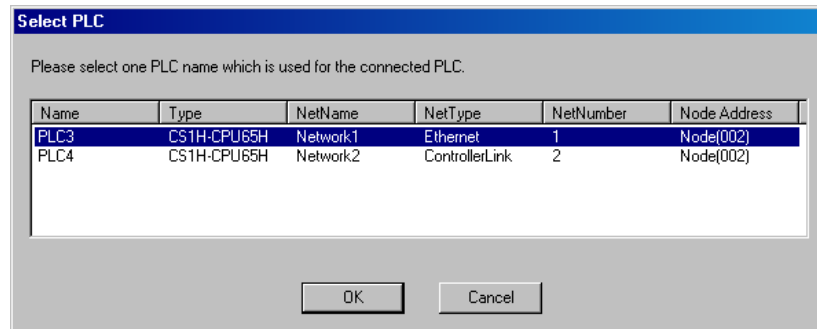 Select PLC
Please select one PLC name which is used for the connected PLC.
Name Type NetName NetType NetNumber Node Address
PLC3 CS1H-CPU65H Network1 Ethernet 1 Node(002)
PLC4 CS1H-CPU65H Network2 ControllerLink 2 Node(002)
OK Cancel